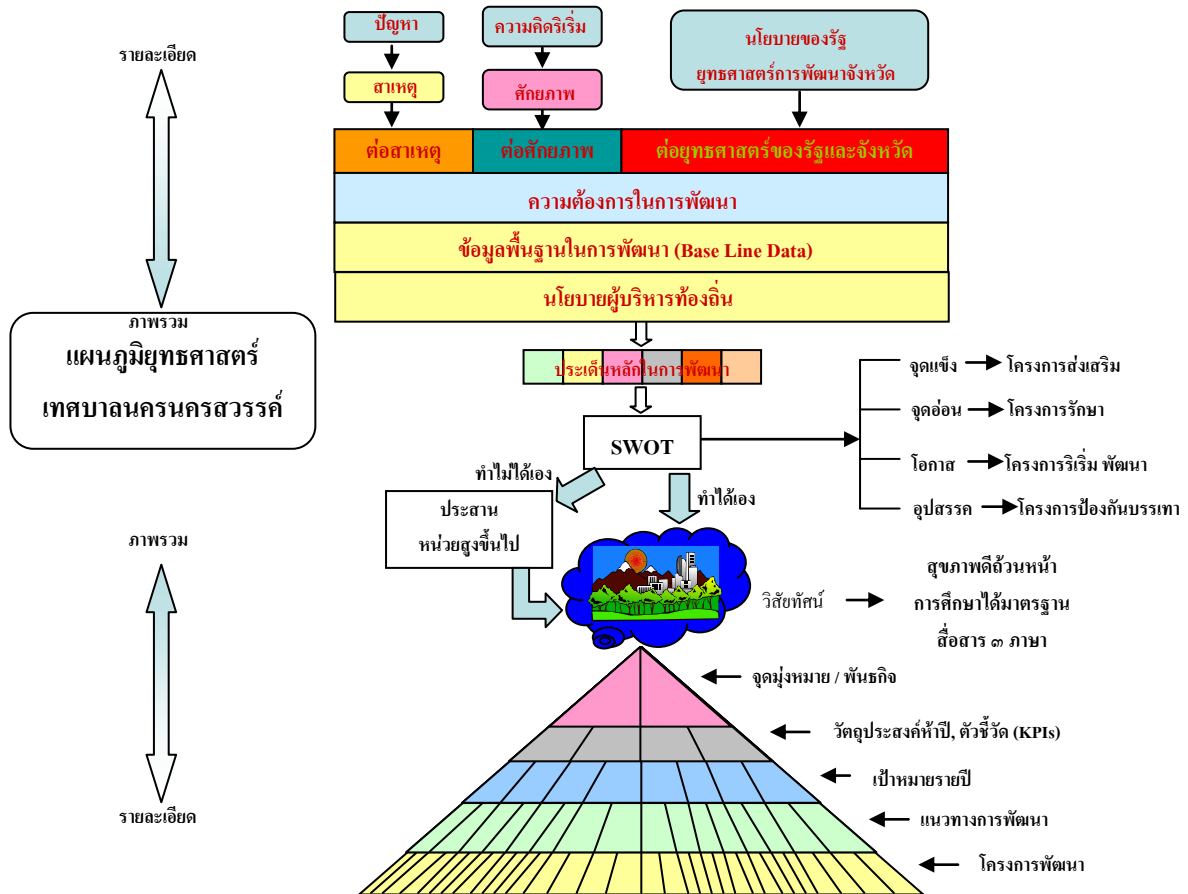 ปัญหา
ความคิดริเริ่ม
นโยบายของรัฐ
ยุทธศาสตร์การพัฒนาจังหวัด
รายละเอียด
สาเหตุ
ศักยภาพ
ต่อสาเหตุ
ต่อศักยภาพ
ต่อยุทธศาสตร์ของรัฐและจังหวัด
ความต้องการในการพัฒนา
ข้อมูลพื้นฐานในการพัฒนา (Base Line Data)
นโยบายผู้บริหารท้องถิ่น
ภาพรวม
แผนภูมิยุทธศาสตร์
เทศบาลนครนครสวรรค์
ประเด็นหลักในการพัฒนา
SWOT
จุดแข็ง
โครงการส่งเสริม
จุดอ่อน
โครงการรักษา
โอกาส
โครงการริเริ่ม พัฒนา
อุปสรรค
โครงการป้องกันบรรเทา
ทำไม่ได้เอง
ทำได้เอง
ประสาน
หน่วยสูงขึ้นไป
ภาพรวม
วิสัยทัศน์
สุขภาพดีถ้วนหน้า
การศึกษาได้มาตรฐาน
สื่อสาร ๓ ภาษา
จุดมุ่งหมาย / พันธกิจ
วัตถุประสงค์ห้าปี, ตัวชี้วัด (KPIs)
เป้าหมายรายปี
รายละเอียด
แนวทางการพัฒนา
โครงการพัฒนา